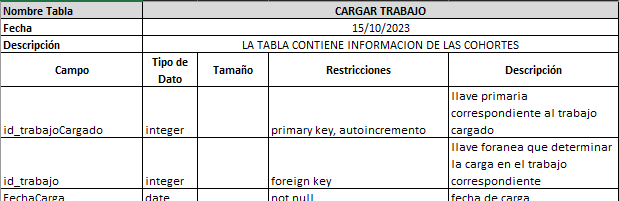 Nombre Tabla CARGAR TRABAJO
Fecha 15/10/2023
Descripción LA TABLA CONTIENE INFORMACION DE LAS COHORTES
Campo Tipo de Dato Tamaño Restricciones Descripción
id_trabajoCargado integer primary key, autoincremento llave primaria
correspondiente al trabajo
cargado
id_trabajo integer foreign key llave foranea que determinar
la carga en el trabajo
correspondiente
FechaCarga date not null fecha de carga